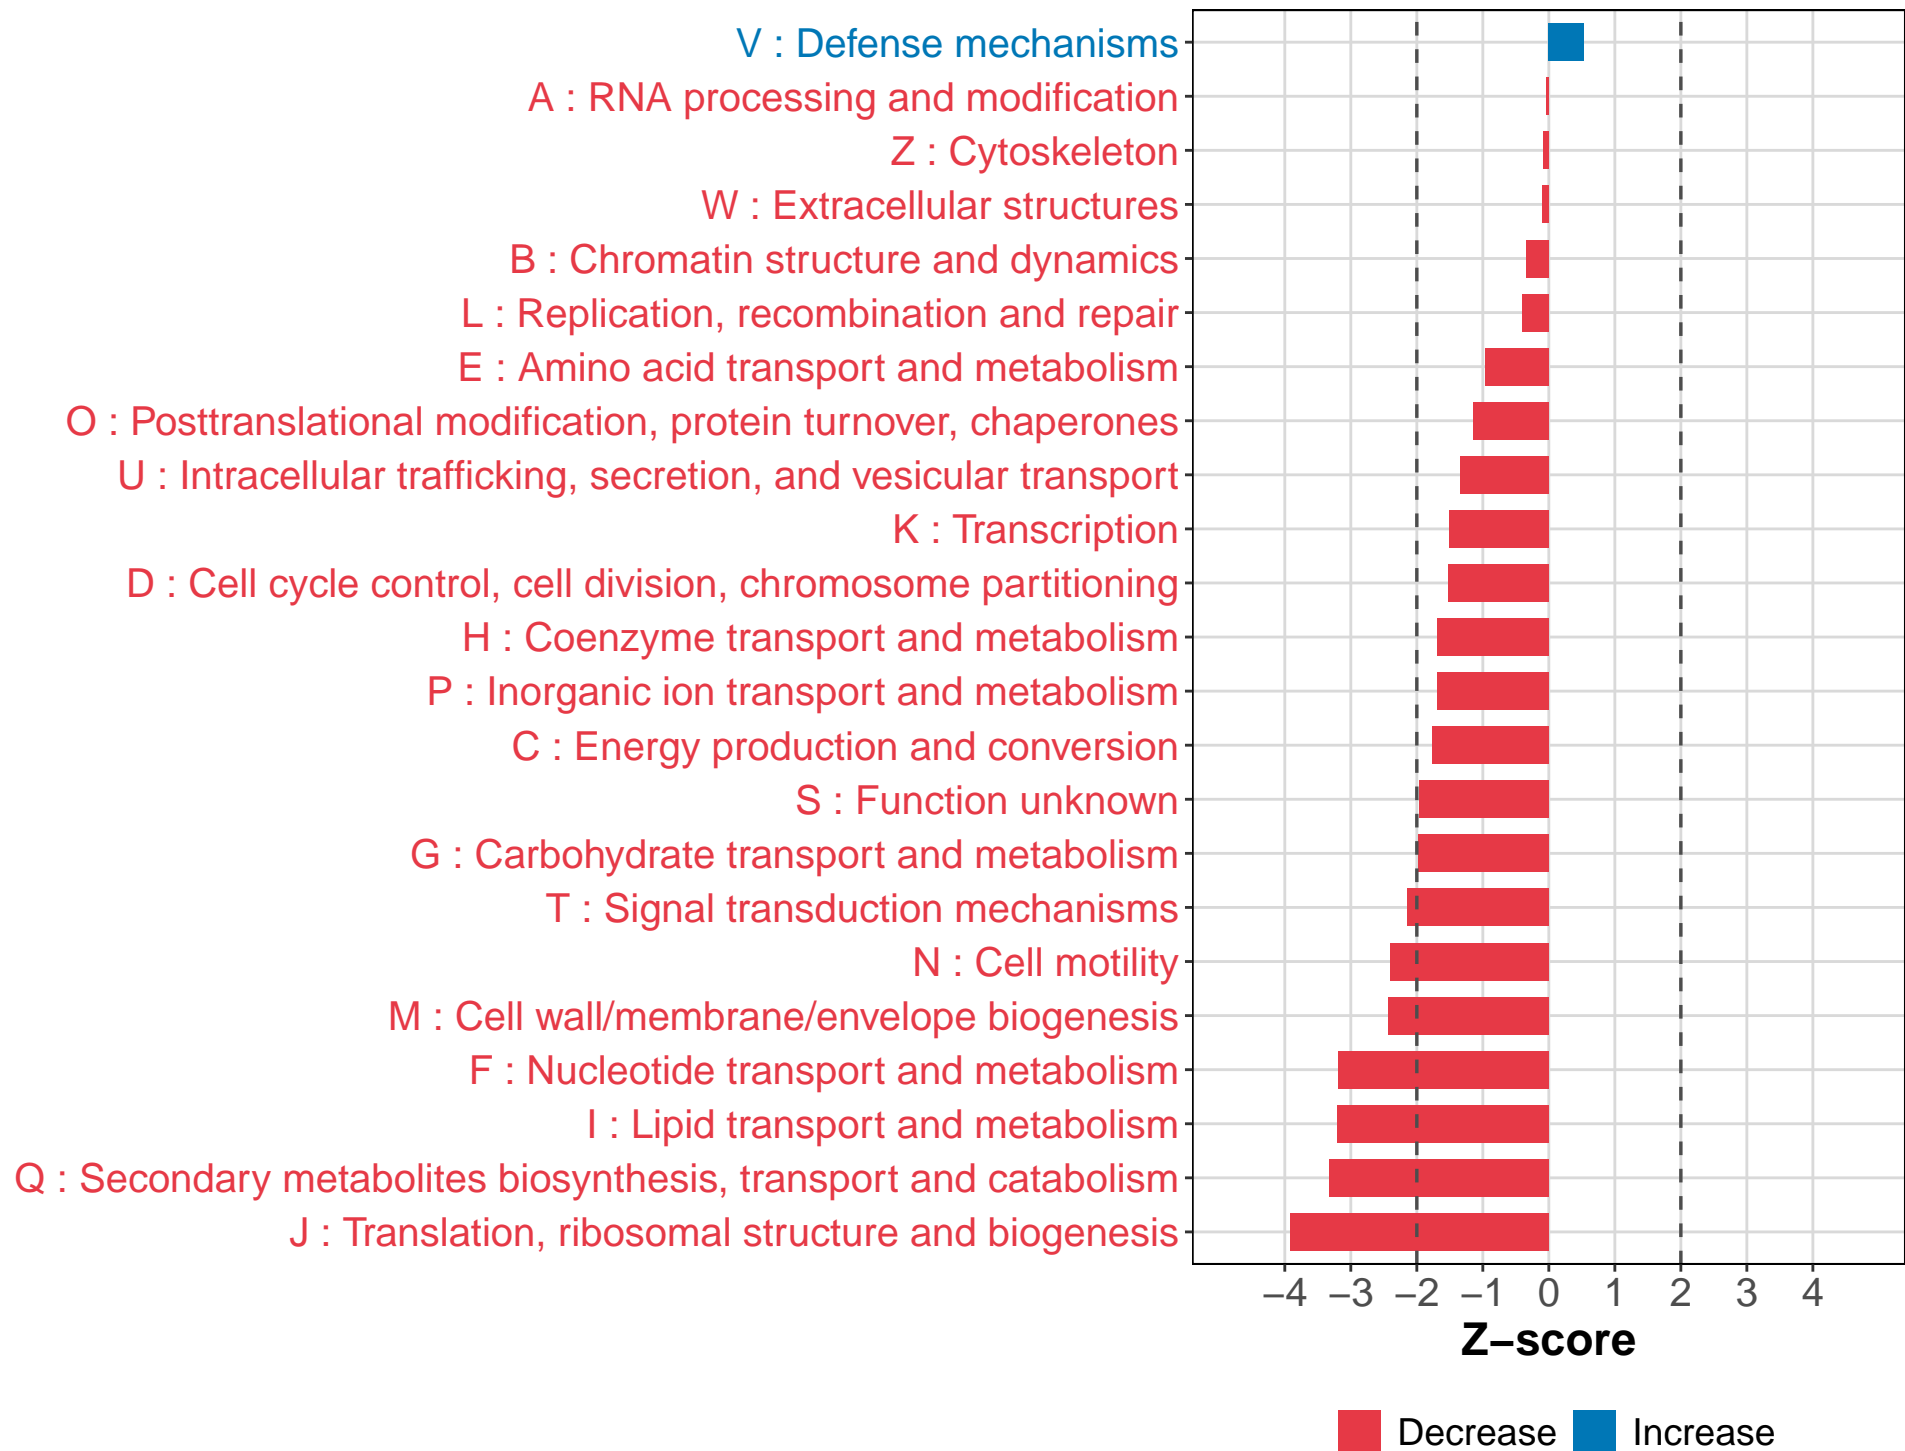 V : Defense mechanisms
A : RNA processing and modification
Z : Cytoskeleton
W : Extracellular structures
B : Chromatin structure and dynamics
L : Replication, recombination and repair
E : Amino acid transport and metabolism
O : Posttranslational modification, protein turnover, chaperones
U : Intracellular trafficking, secretion, and vesicular transport
K : Transcription
D : Cell cycle control, cell division, chromosome partitioning
H : Coenzyme transport and metabolism
P : Inorganic ion transport and metabolism
C : Energy production and conversion
S : Function unknown
G : Carbohydrate transport and metabolism
T : Signal transduction mechanisms
N : Cell motility
M : Cell wall/membrane/envelope biogenesis
F : Nucleotide transport and metabolism
I : Lipid transport and metabolism
Q : Secondary metabolites biosynthesis, transport and catabolism
J : Translation, ribosomal structure and biogenesis
−4 −3 −2 −1 0 1 2 3 4
Z−score
Decrease Increase